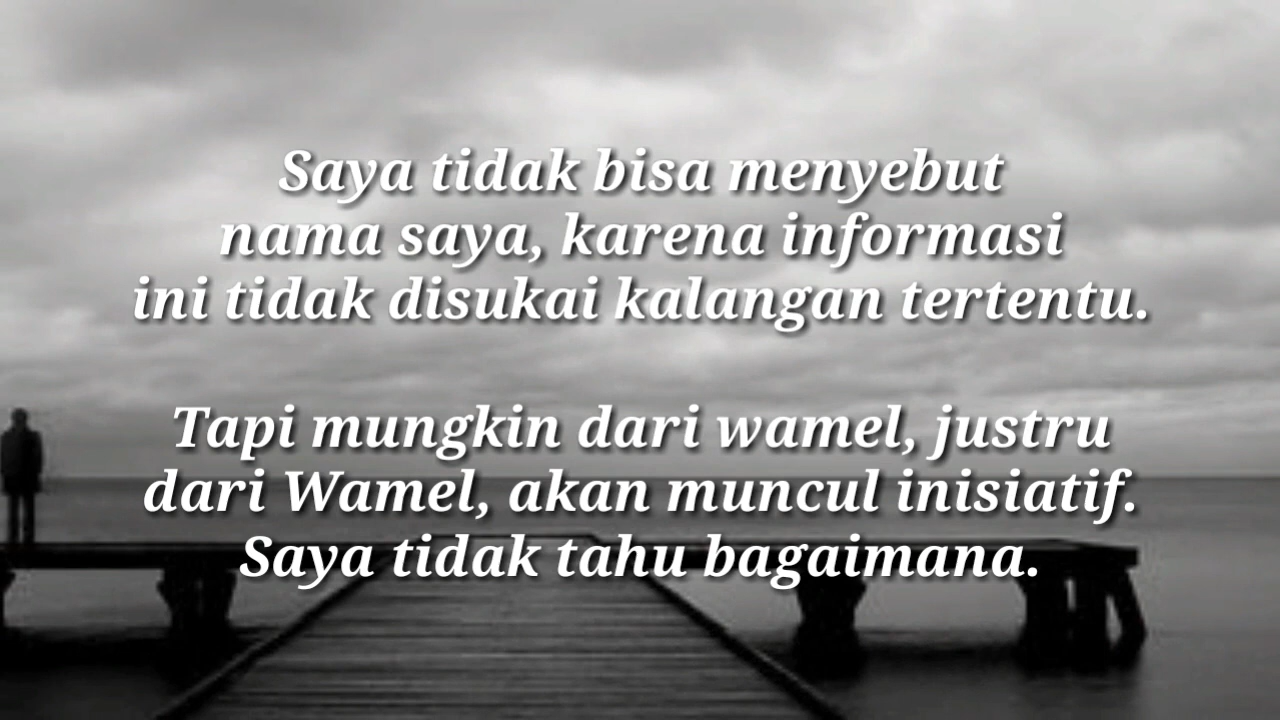 Saya tidak bisa menyebut
nama saya, karena informasi
ini tidak disukai kalangan tertentu.
Tapi mungkin dari wamel, justru
dari Wamel, akan muncul inisiatif.
Saya tidak tahu bagaimana.